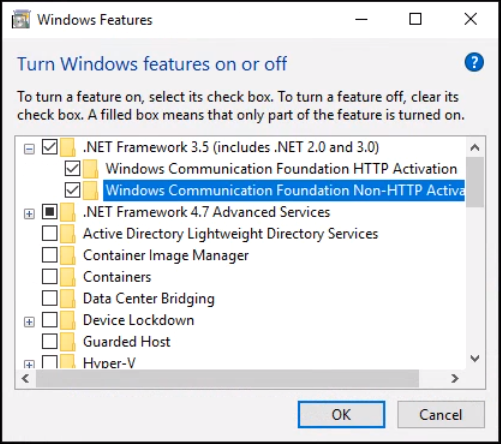 Windows Features
Turn Windows features on or off
?
To turn a feature on, select its check box. To turn a feature off, clear its
check box. A filled box means that only part of the feature is turned on.
.NET Framework 3.5 (includes .NET 2.0 and 3.0)
Windows Communication Foundation HTTP Activation
Windows Communication Foundation Non-HTTP Activa
.NET Framework 4.7 Advanced Services
Active Directory Lightweight Directory Services
Container Image Manager
Containers
Data Center Bridging
Device Lockdown
Guarded Host
Hyper-V
OK
Cancel